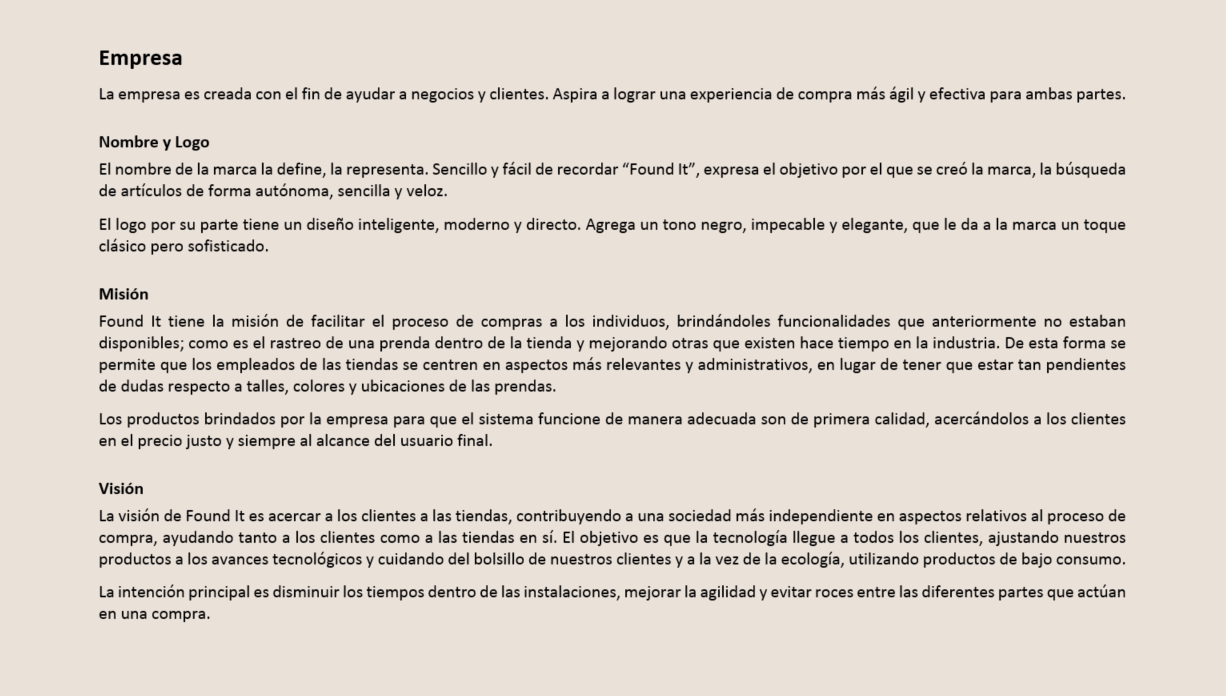 Empresa
La empresa es creada con el fin de ayudar a negocios y clientes. Aspira a lograr una experiencia de compra más ágil y efectiva para ambas partes.
Nombre y Logo
El nombre de la marca la define, la representa. Sencillo y fácil de recordar “Found It”, expresa el objetivo por el que se creó la marca, la búsqueda
de artículos de forma autónoma, sencilla y veloz.
El logo por su parte tiene un diseño inteligente, moderno y directo. Agrega un tono negro, impecable y elegante, que le da a la marca un toque
clásico pero sofisticado.
Misión
Found It tiene la misión de facilitar el proceso de compras a los individuos, brindándoles funcionalidades que anteriormente no estaban
disponibles; como es el rastreo de una prenda dentro de la tienda y mejorando otras que existen hace tiempo en la industria. De esta forma se
permite que los empleados de las tiendas se centren en aspectos más relevantes y administrativos, en lugar de tener que estar tan pendientes
de dudas respecto a talles, colores y ubicaciones de las prendas.
Los productos brindados por la empresa para que el sistema funcione de manera adecuada son de primera calidad, acercándolos a los clientes
en el precio justo y siempre al alcance del usuario final.
Visión
La visión de Found It es acercar a los clientes a las tiendas, contribuyendo a una sociedad más independiente en aspectos relativos al proceso de
compra, ayudando tanto a los clientes como a las tiendas en sí. El objetivo es que la tecnología llegue a todos los clientes, ajustando nuestros
productos a los avances tecnológicos y cuidando del bolsillo de nuestros clientes y a la vez de la ecología, utilizando productos de bajo consumo.
La intención principal es disminuir los tiempos dentro de las instalaciones, mejorar la agilidad y evitar roces entre las diferentes partes que actúan
en una compra.